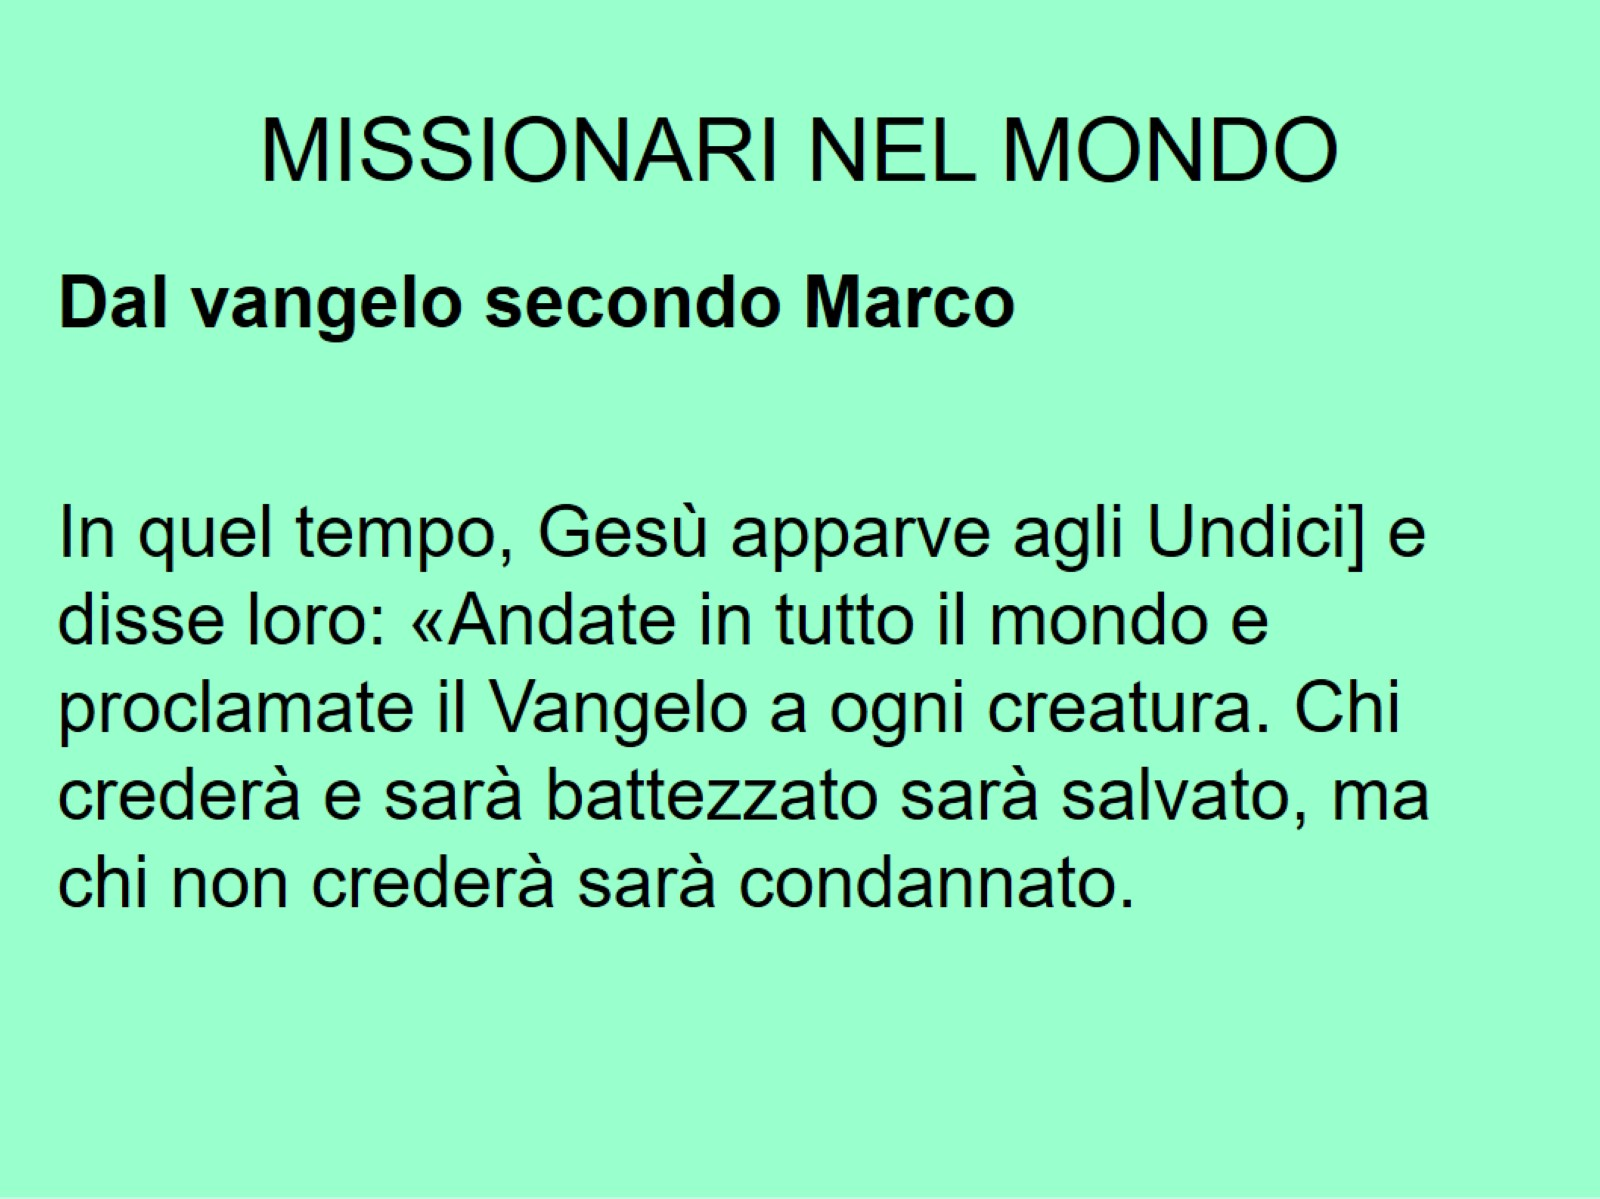 MISSIONARI NEL MONDO
Dal vangelo secondo Marco
In quel tempo, Gesù apparve agli Undici] e
disse loro: «Andate in tutto il mondo e
proclamate il Vangelo a ogni creatura. Chi
crederà e sarà battezzato sarà salvato, ma
chi non crederà sarà condannato.